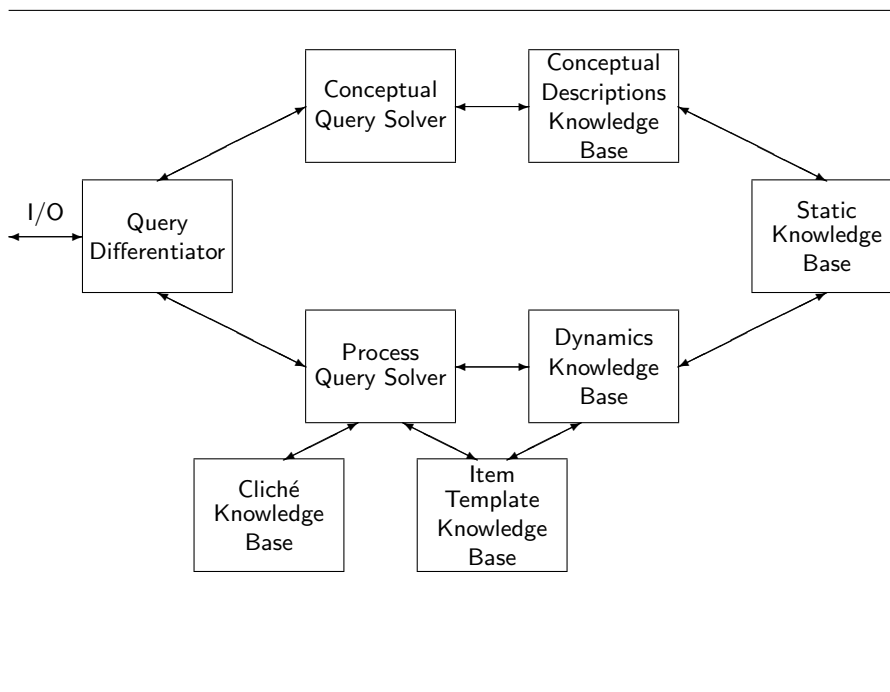 Conceptual
Query Solver
Conceptual
Descriptions
Knowledge
Base
I/O
Query
Differentiator
Static
Knowledge
Base
Process
Query Solver
Dynamics
Knowledge
Base
Cliché
Knowledge
Base
Item
Template
Knowledge
Base